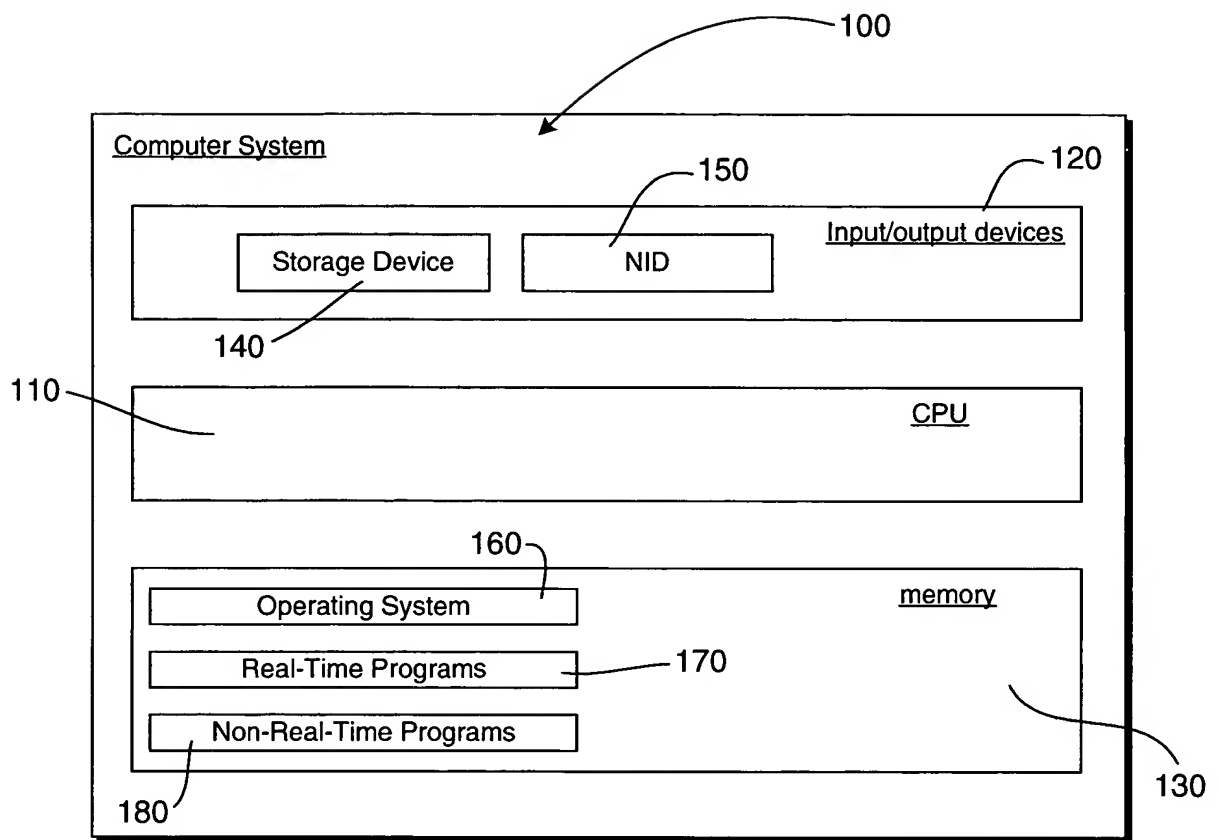 100
Computer System
150
120
Input/output devices
Storage Device
NID
140
110
CPU
160
Operating System
memory
Real-Time Programs
170
Non-Real-Time Programs
180
130